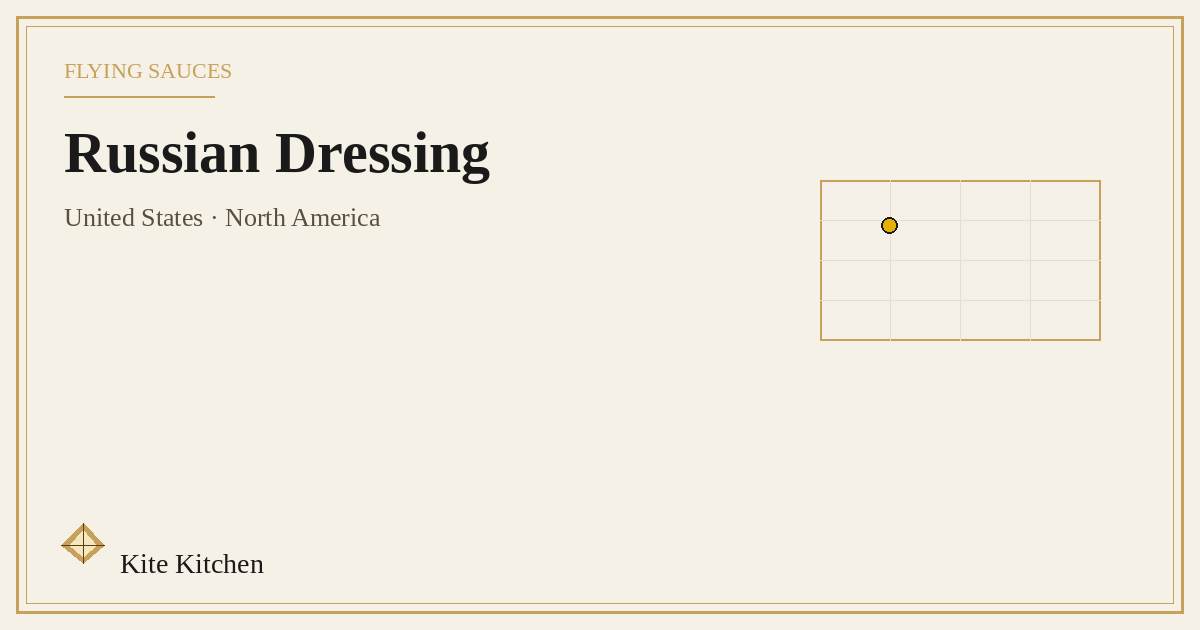 FLYING SAUCES
Russian Dressing
United States · North America
Kite Kitchen